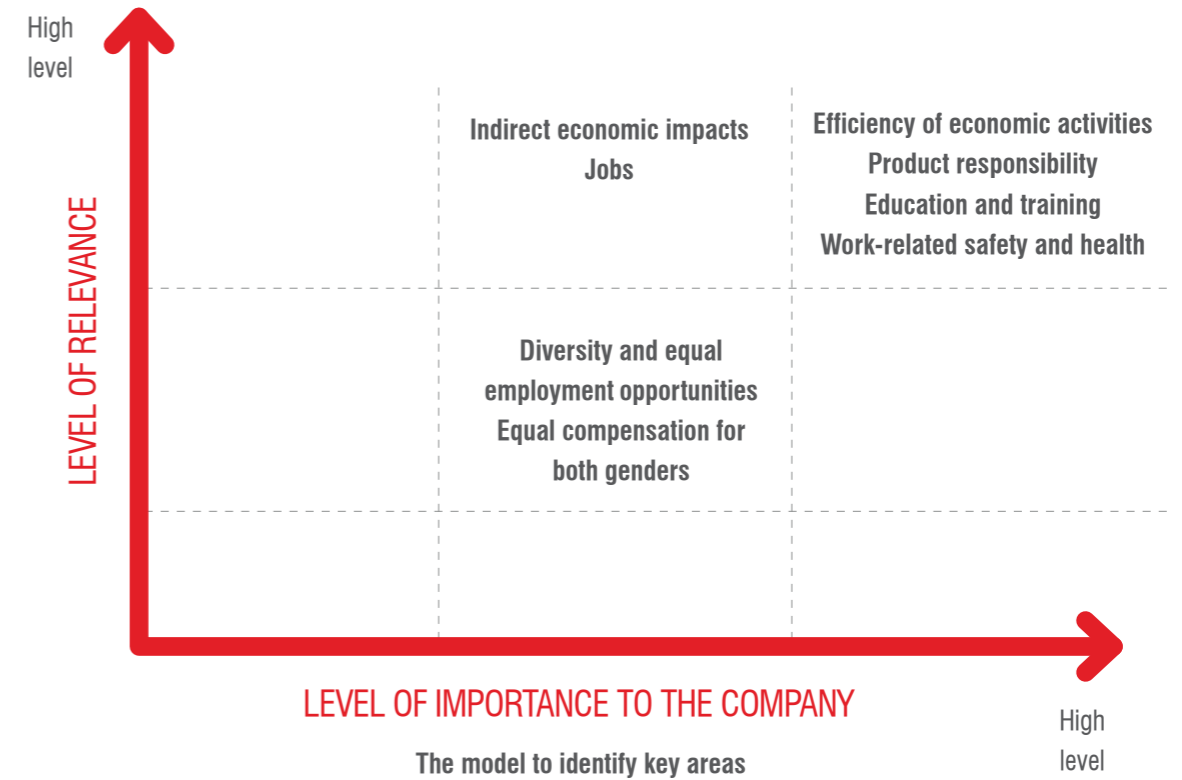 High
level
Indirect economic impacts
Jobs
Efficiency of economic activities
Product responsibility
Education and training
Work-related safety and health
LEVEL OF RELEVANCE
Diversity and equal
employment opportunities
Equal compensation for
both genders
LEVEL OF IMPORTANCE TO THE COMPANY
High
level
The model to identify key areas